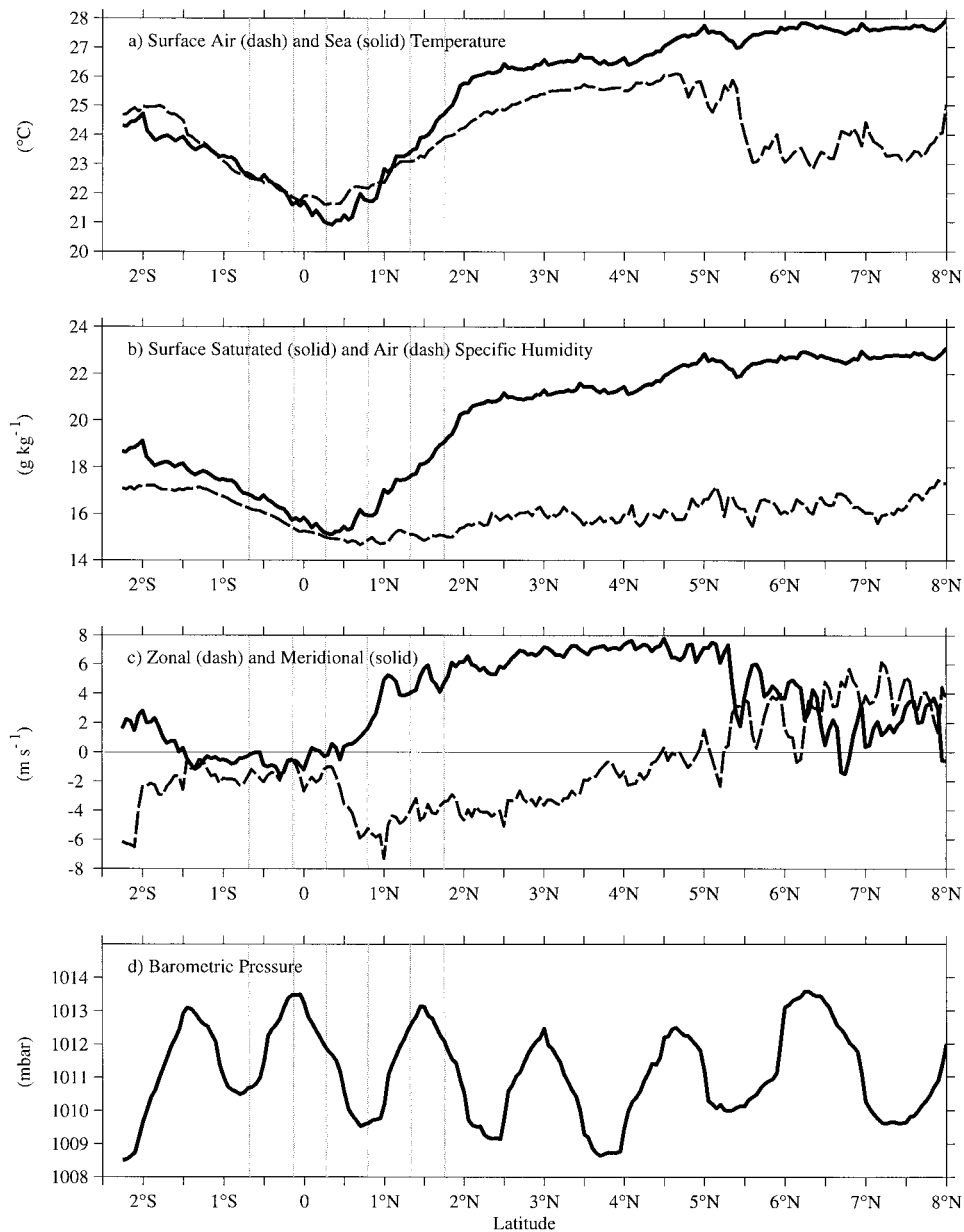 28
27
26
25
24
23
22
21
20
(°C)
a) Surface Air (dash) and Sea (solid) Temperature
2°S 1°S 0 1°N 2°N 3°N 4°N 5°N 6°N 7°N 8°N
24
22
20
18
16
14
(g kg⁻¹)
b) Surface Saturated (solid) and Air (dash) Specific Humidity
2°S 1°S 0 1°N 2°N 3°N 4°N 5°N 6°N 7°N 8°N
8
6
4
2
0
-2
-4
-6
-8
(m s⁻¹)
c) Zonal (dash) and Meridional (solid)
2°S 1°S 0 1°N 2°N 3°N 4°N 5°N 6°N 7°N 8°N
1014
1013
1012
1011
1010
1009
1008
(mbar)
d) Barometric Pressure
2°S 1°S 0 1°N 2°N 3°N 4°N 5°N 6°N 7°N 8°N
Latitude